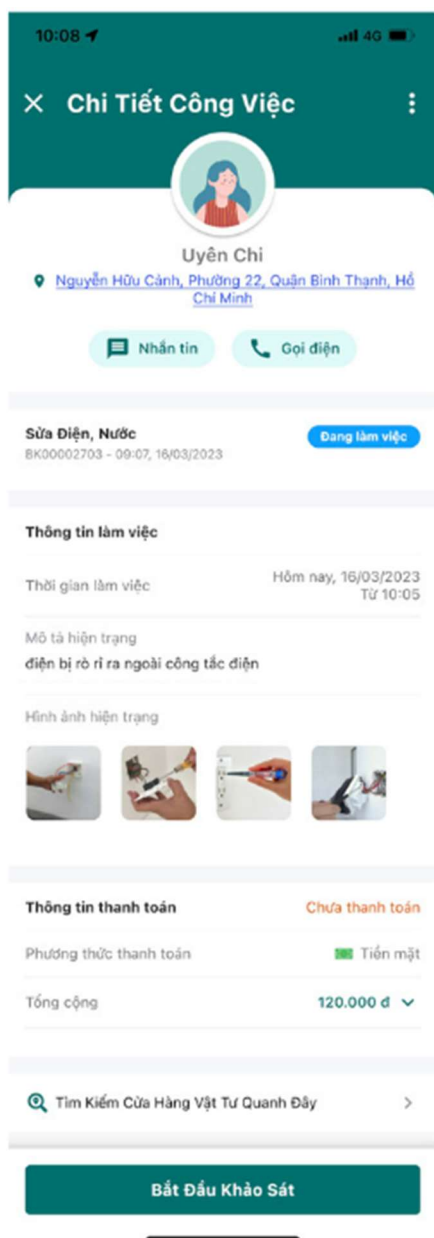 10:08
4G
Chi Tiết Công Việc
Uyên Chi
Nguyễn Hữu Cảnh, Phường 22, Quận Bình Thạnh, Hồ
Chí Minh
Nhắn tin
Gọi điện
Sửa Điện, Nước
Đang làm việc
BK00002703 - 09:07, 16/03/2023
Thông tin làm việc
Thời gian làm việc
Hôm nay, 16/03/2023
Từ 10:05
Mô tả hiện trạng
điện bị rò rỉ ra ngoài công tắc điện
Hình ảnh hiện trạng
Thông tin thanh toán
Chưa thanh toán
Phương thức thanh toán
Tiền mặt
Tổng cộng
120.000 đ
Tìm Kiếm Cửa Hàng Vật Tư Quanh Đây
Bắt Đầu Khảo Sát